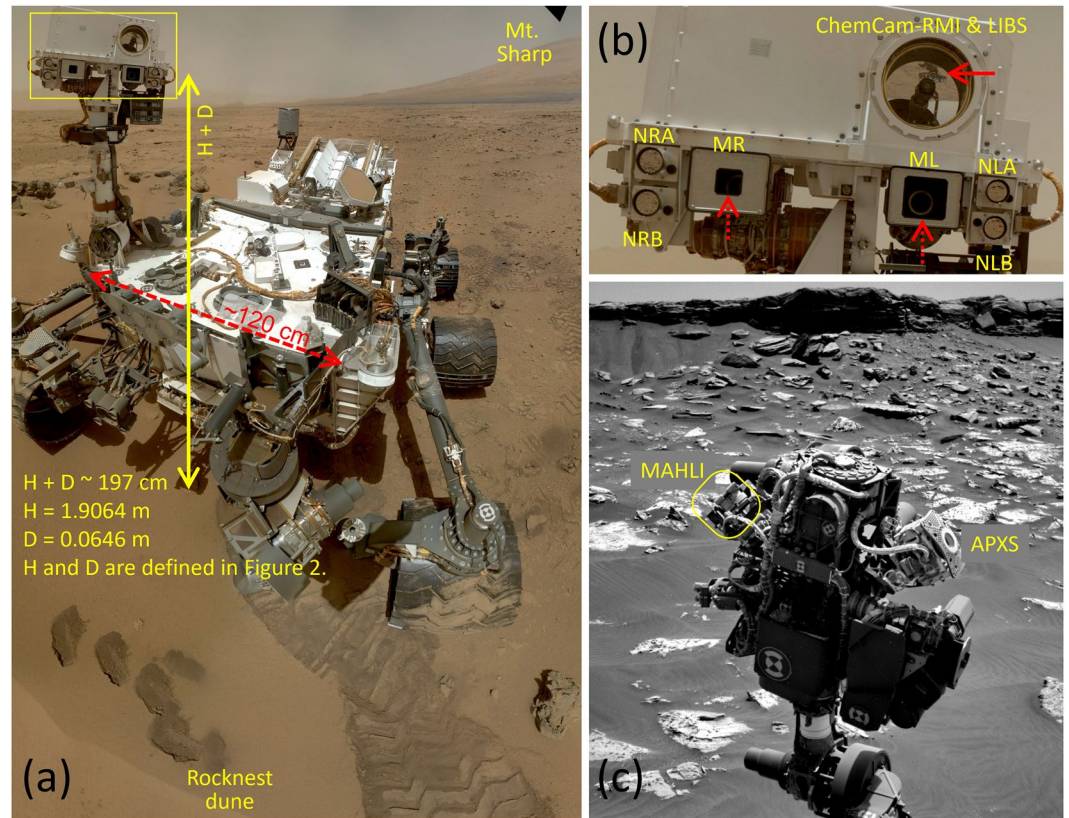 Mt.
Sharp
H + D
~120 cm
H + D ~ 197 cm
H = 1.9064 m
D = 0.0646 m
H and D are defined in Figure 2.
Rocknest
dune
(a)
(b)
ChemCam-RMI & LIBS
NRA
MR
ML
NLA
NRB
NLB
MAHLI
APXS
(c)